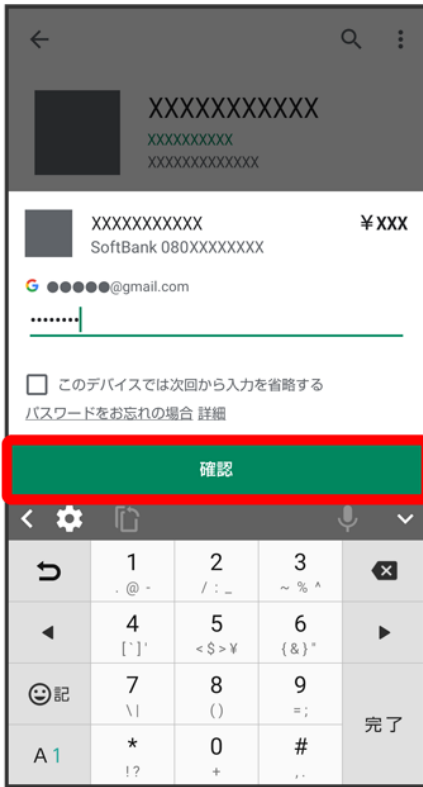 XXXXXXXXXXX
XXXXXXXXXX
XXXXXXXXXXXXX
XXXXXXXXXXX ¥XXX
SoftBank 080XXXXXXXX
G ●●●●●@gmail.com
••••••••
このデバイスでは次回から入力を省略する
パスワードをお忘れの場合 詳細
確認
1 2 3
. @ - / : _ ~ % ^
4 5 6
[ ` ] ' < $ > ¥ { & } °
記 7 8 9
\ | ( ) = ;
完了
A1 * 0 #
! ? + , .